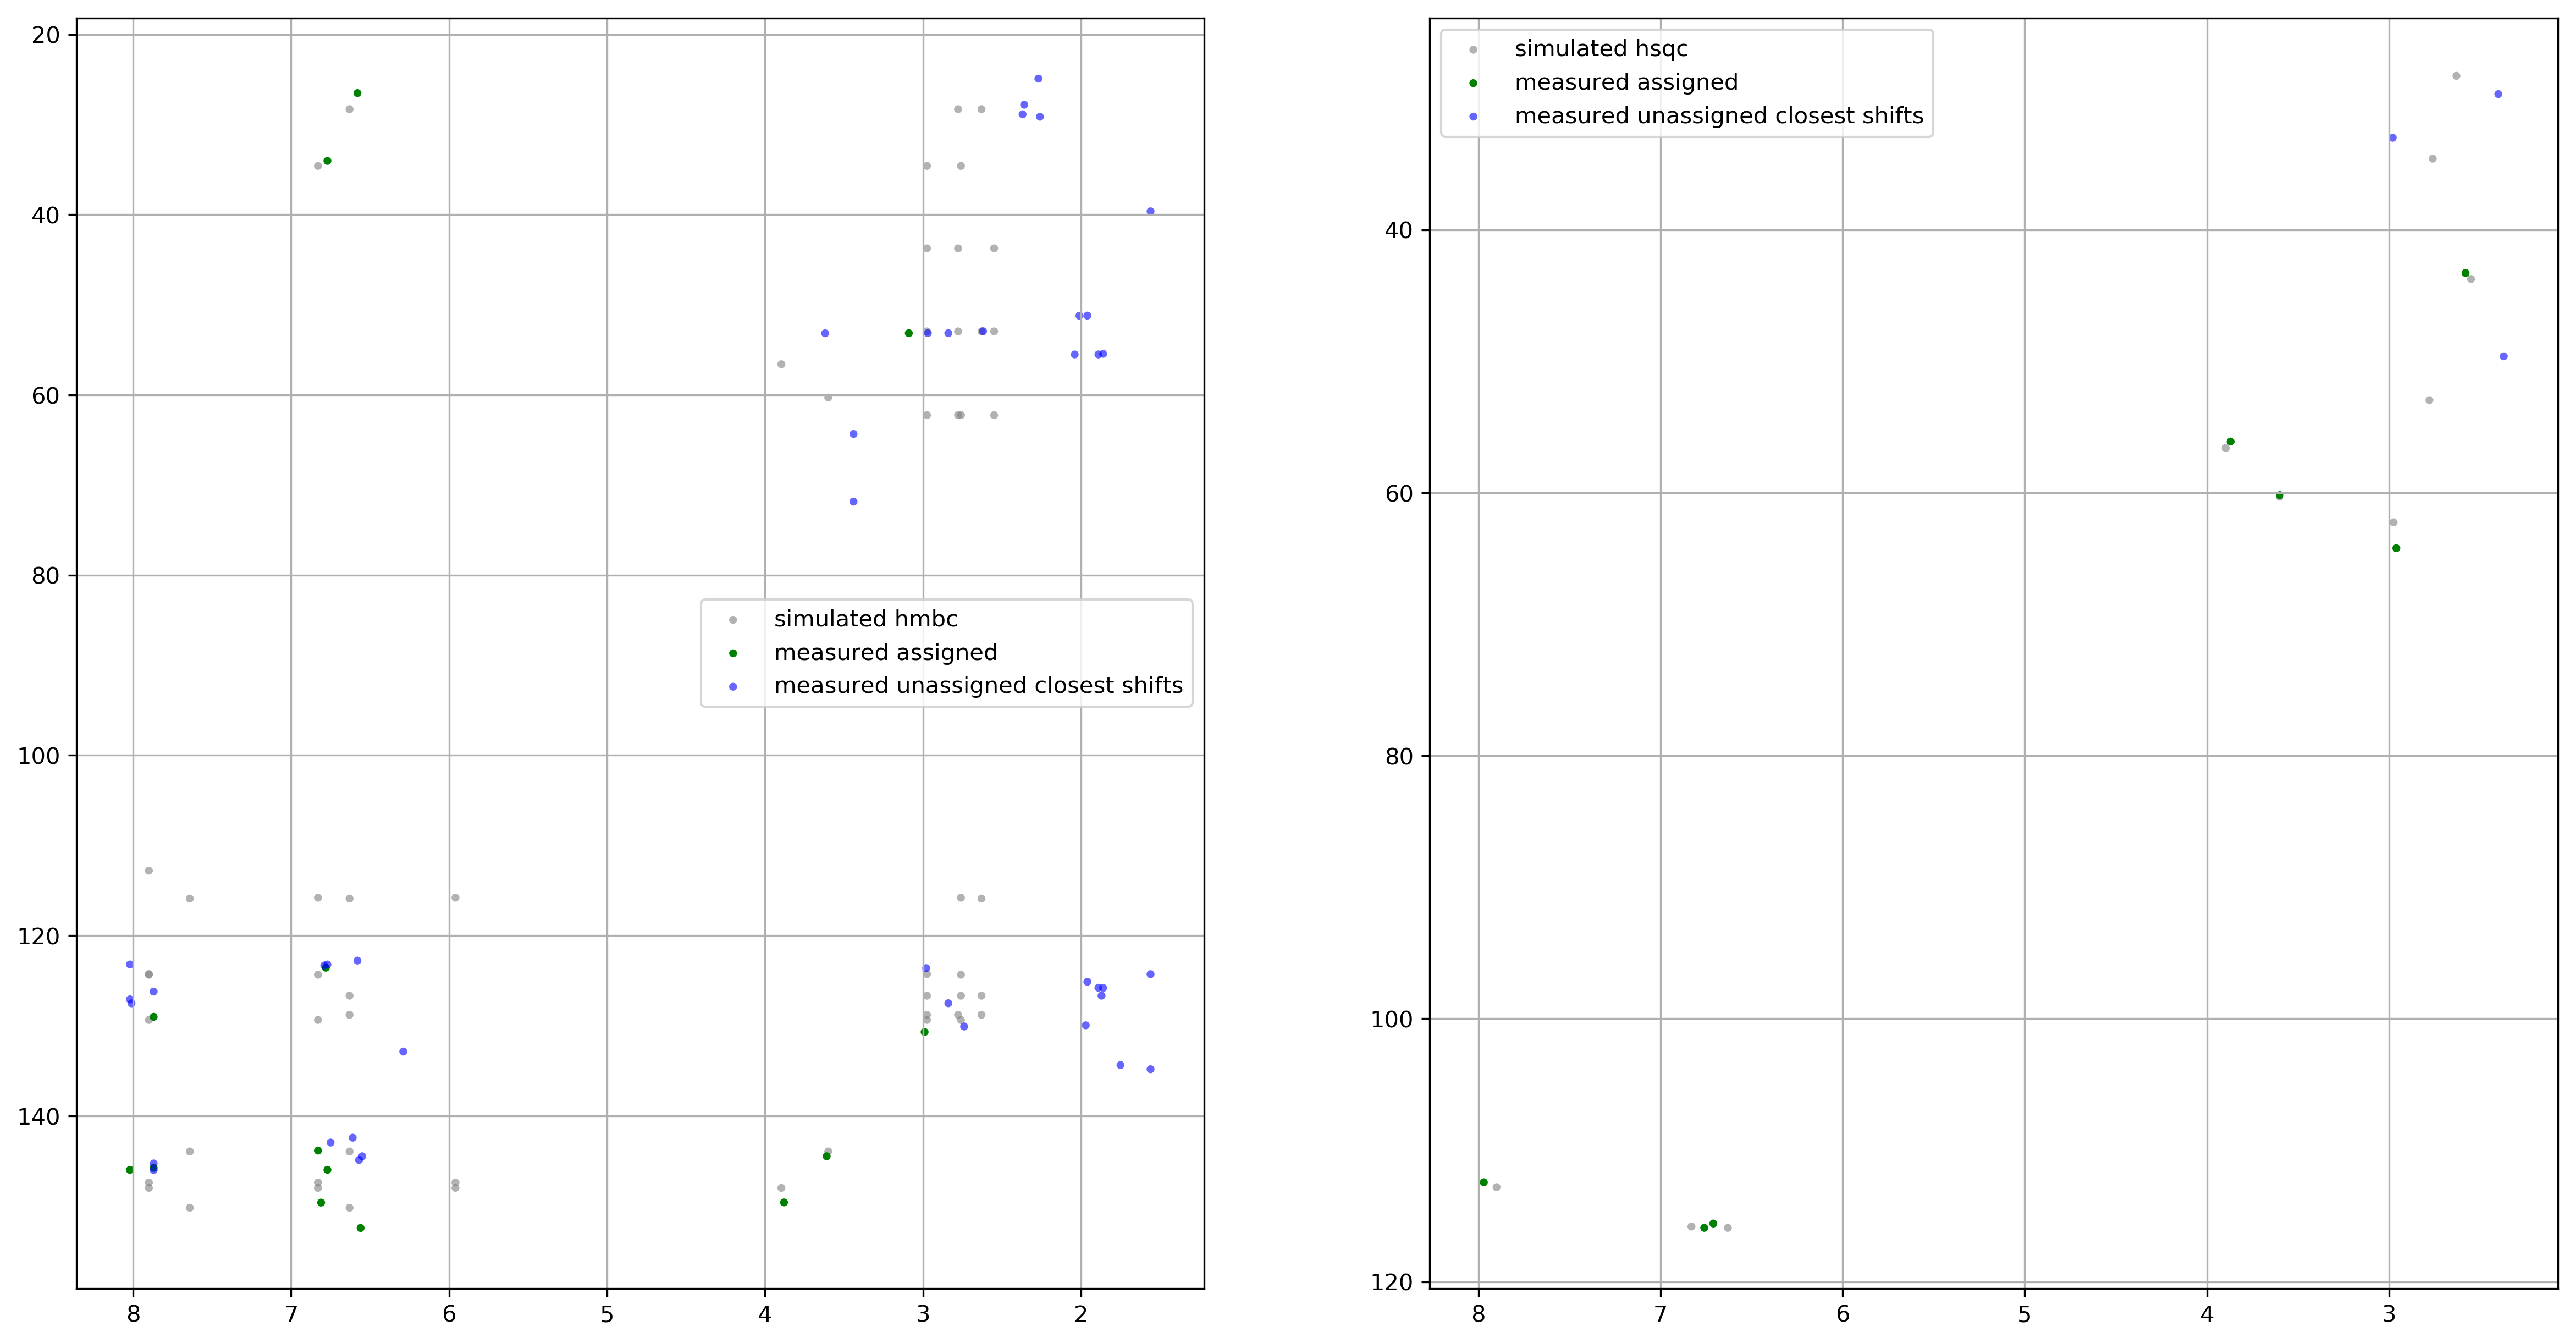 20
40
60
80
100
120
140
8 7 6 5 4 3 2
simulated hmbc
measured assigned
measured unassigned closest shifts
40
60
80
100
120
8 7 6 5 4 3
simulated hsqc
measured assigned
measured unassigned closest shifts